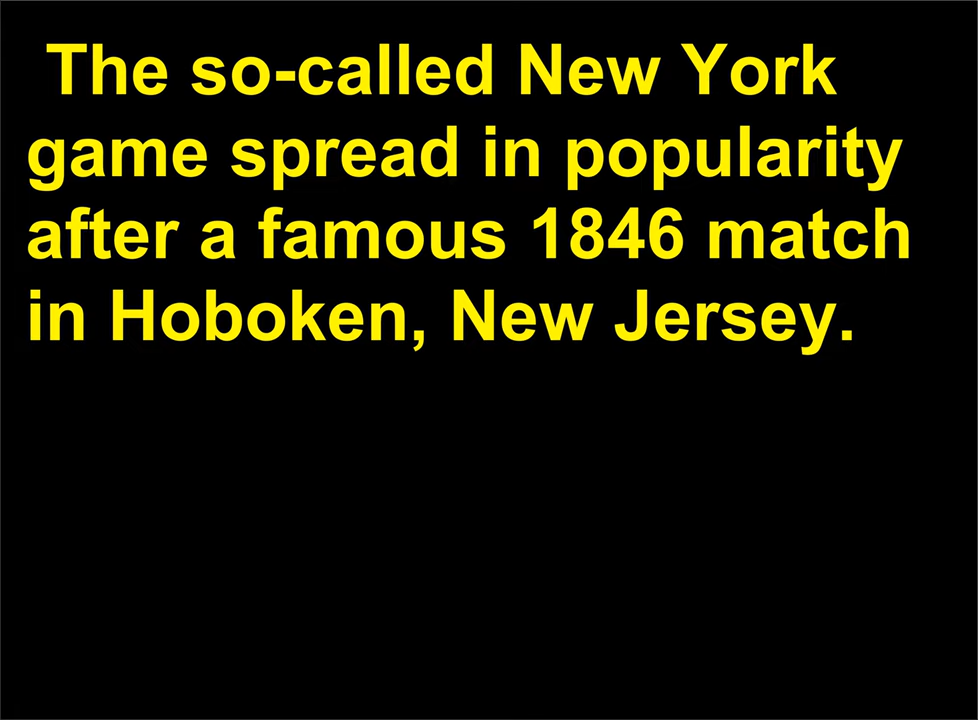 The so-called New York
game spread in popularity
after a famous 1846 match
in Hoboken, New Jersey.